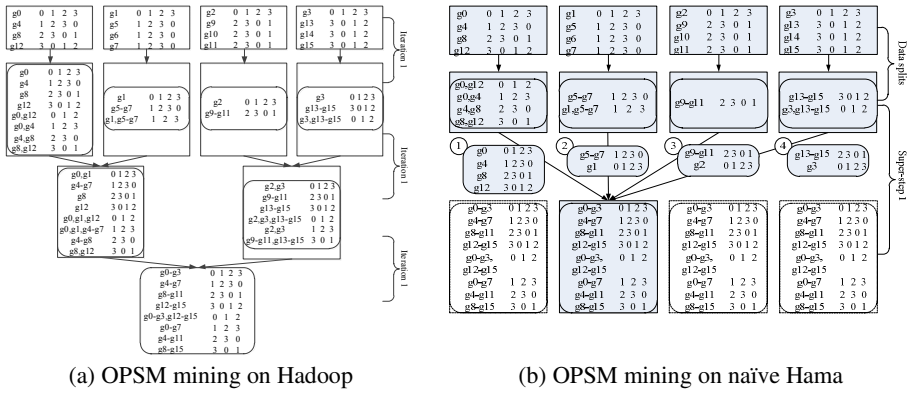 g0 0 1 2 3
g4 1 2 3 0
g8 2 3 0 1
g12 3 0 1 2
g1 0 1 2 3
g5 1 2 3 0
g6 1 2 3 0
g7 1 2 3 0
g2 0 1 2 3
g9 2 3 0 1
g10 2 3 0 1
g11 2 3 0 1
g3 0 1 2 3
g13 3 0 1 2
g14 3 0 1 2
g15 3 0 1 2
Iteration 1
g0 0 1 2 3
g4 1 2 3 0
g8 2 3 0 1
g12 3 0 1 2
g0,g12 0 1 2
g0,g4 1 2 3
g4,g8 2 3 0
g8,g12 3 0 1
g1 0 1 2 3
g5-g7 1 2 3 0
g1,g5-g7 1 2 3
g2 0 1 2 3
g9-g11 2 3 0 1
g3 0 1 2 3
g13-g15 3 0 1 2
g3,g13-g15 0 1 2
Iteration 1
g0,g1 0 1 2 3
g4-g7 1 2 3 0
g8 2 3 0 1
g12 3 0 1 2
g0,g1,g12 0 1 2
g0,g1,g4-g7 1 2 3
g4-g8 2 3 0
g8,g12 3 0 1
g2,g3 0 1 2 3
g9-g11 2 3 0 1
g13-g15 3 0 1 2
g2,g3,g13-g15 0 1 2
g2,g3 1 2 3
g9-g11,g13-g15 3 0 1
Iteration 1
g0-g3 0 1 2 3
g4-g7 1 2 3 0
g8-g11 2 3 0 1
g12-g15 3 0 1 2
g0-g3,g12-g15 0 1 2
g0-g7 1 2 3
g4-g11 2 3 0
g8-g15 3 0 1
(a) OPSM mining on Hadoop
g0 0 1 2 3
g4 1 2 3 0
g8 2 3 0 1
g12 3 0 1 2
g1 0 1 2 3
g5 1 2 3 0
g6 1 2 3 0
g7 1 2 3 0
g2 0 1 2 3
g9 2 3 0 1
g10 2 3 0 1
g11 2 3 0 1
g3 0 1 2 3
g13 3 0 1 2
g14 3 0 1 2
g15 3 0 1 2
Data splits
g0,g12 0 1 2
g0,g4 1 2 3
g4,g8 2 3 0
g8-g12 3 0 1
g5-g7 1 2 3 0
g1,g5-g7 1 2 3
g9-g11 2 3 0 1
g13-g15 3 0 1 2
g3,g13-g15 0 1 2
1
g0 0 1 2 3
g4 1 2 3 0
g8 2 3 0 1
g12 3 0 1 2
2
g5-g7 1 2 3 0
g1 0 1 2 3
3
g9-g11 2 3 0 1
g2 0 1 2 3
4
g13-g15 2 3 0 1
g3 0 1 2 3
Super-step 1
g0-g3 0 1 2 3
g4-g7 1 2 3 0
g8-g11 2 3 0 1
g12-g15 3 0 1 2
g0-g3, 0 1 2
g12-g15
g0-g7 1 2 3
g4-g11 2 3 0
g8-g15 3 0 1
g0-g3 0 1 2 3
g4-g7 1 2 3 0
g8-g11 2 3 0 1
g12-g15 3 0 1 2
g0-g3, 0 1 2
g12-g15
g0-g7 1 2 3
g4-g11 2 3 0
g8-g15 3 0 1
g0-g3 0 1 2 3
g4-g7 1 2 3 0
g8-g11 2 3 0 1
g12-g15 3 0 1 2
g0-g3, 0 1 2
g12-g15
g0-g7 1 2 3
g4-g11 2 3 0
g8-g15 3 0 1
g0-g3 0 1 2 3
g4-g7 1 2 3 0
g8-g11 2 3 0 1
g12-g15 3 0 1 2
g0-g3, 0 1 2
g12-g15
g0-g7 1 2 3
g4-g11 2 3 0
g8-g15 3 0 1
(b) OPSM mining on naïve Hama